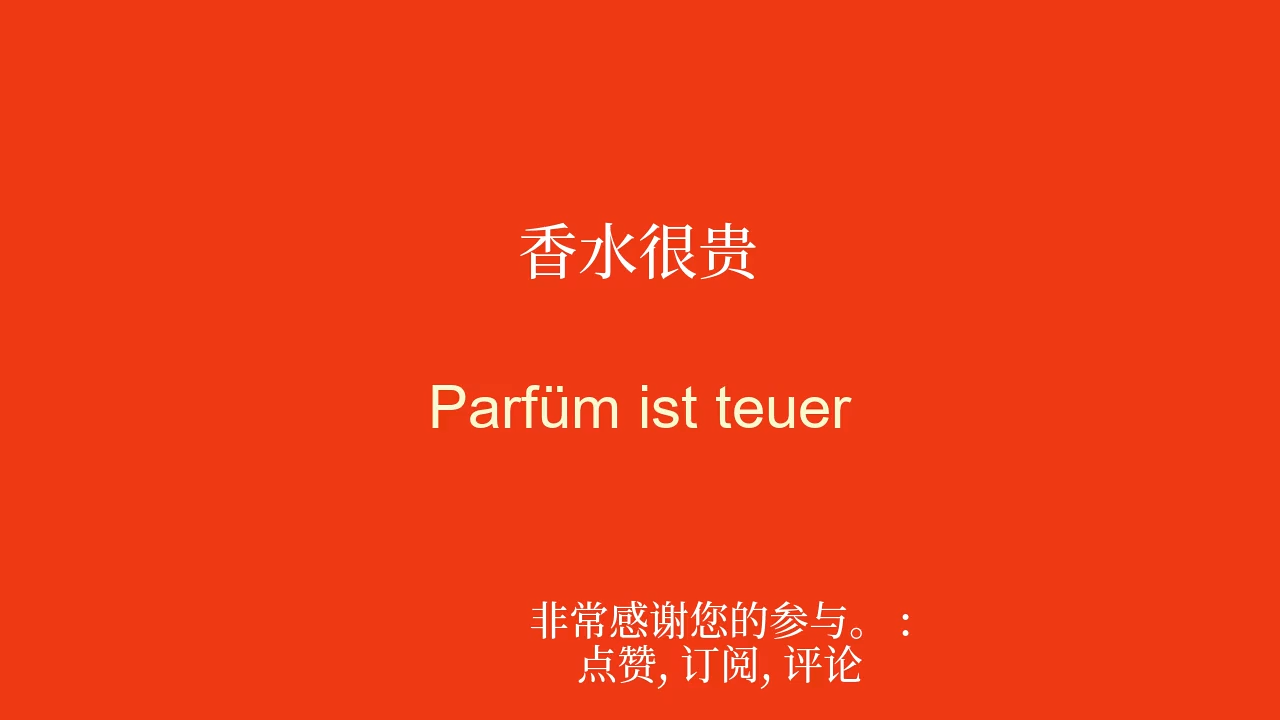 香水很贵
Parfüm ist teuer
非常感谢您的参与。 :
点赞, 订阅, 评论